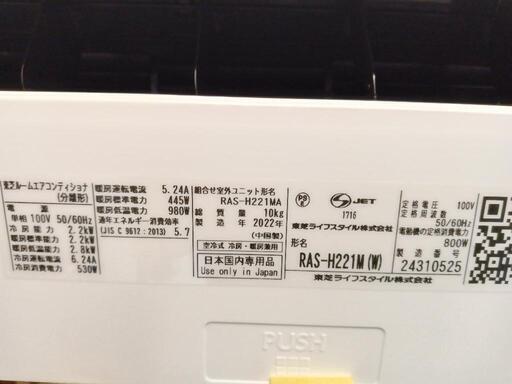 東芝ルームエアコンディショナ
(分離形)
電源
単相 100V 50/60Hz
冷房能力 2.2kW
暖房標準能力 2.2kW
暖房低温能力 2.8kW
冷房運転電流 6.24A
冷房消費電力 530W
暖房運転電流 5.24A
暖房標準電力 445W
暖房低温電力 980W
通年エネルギー消費効率
(JIS C 9612:2013) 5.7
組合せ室外ユニット形名
RAS-H221MA
総質量 10kg
製造年 2022年
(中国製)
空冷式 冷房・暖房兼用
日本国内専用品
Use only in Japan
PS
E
JET
1716
東芝ライフスタイル株式会社
形名
RAS-H221M(W)
東芝ライフスタイル株式会社
定格電圧 100V
定格周波数
50/60Hz
電動機の定格消費電力
800W
製造番号
24310525
PUSH